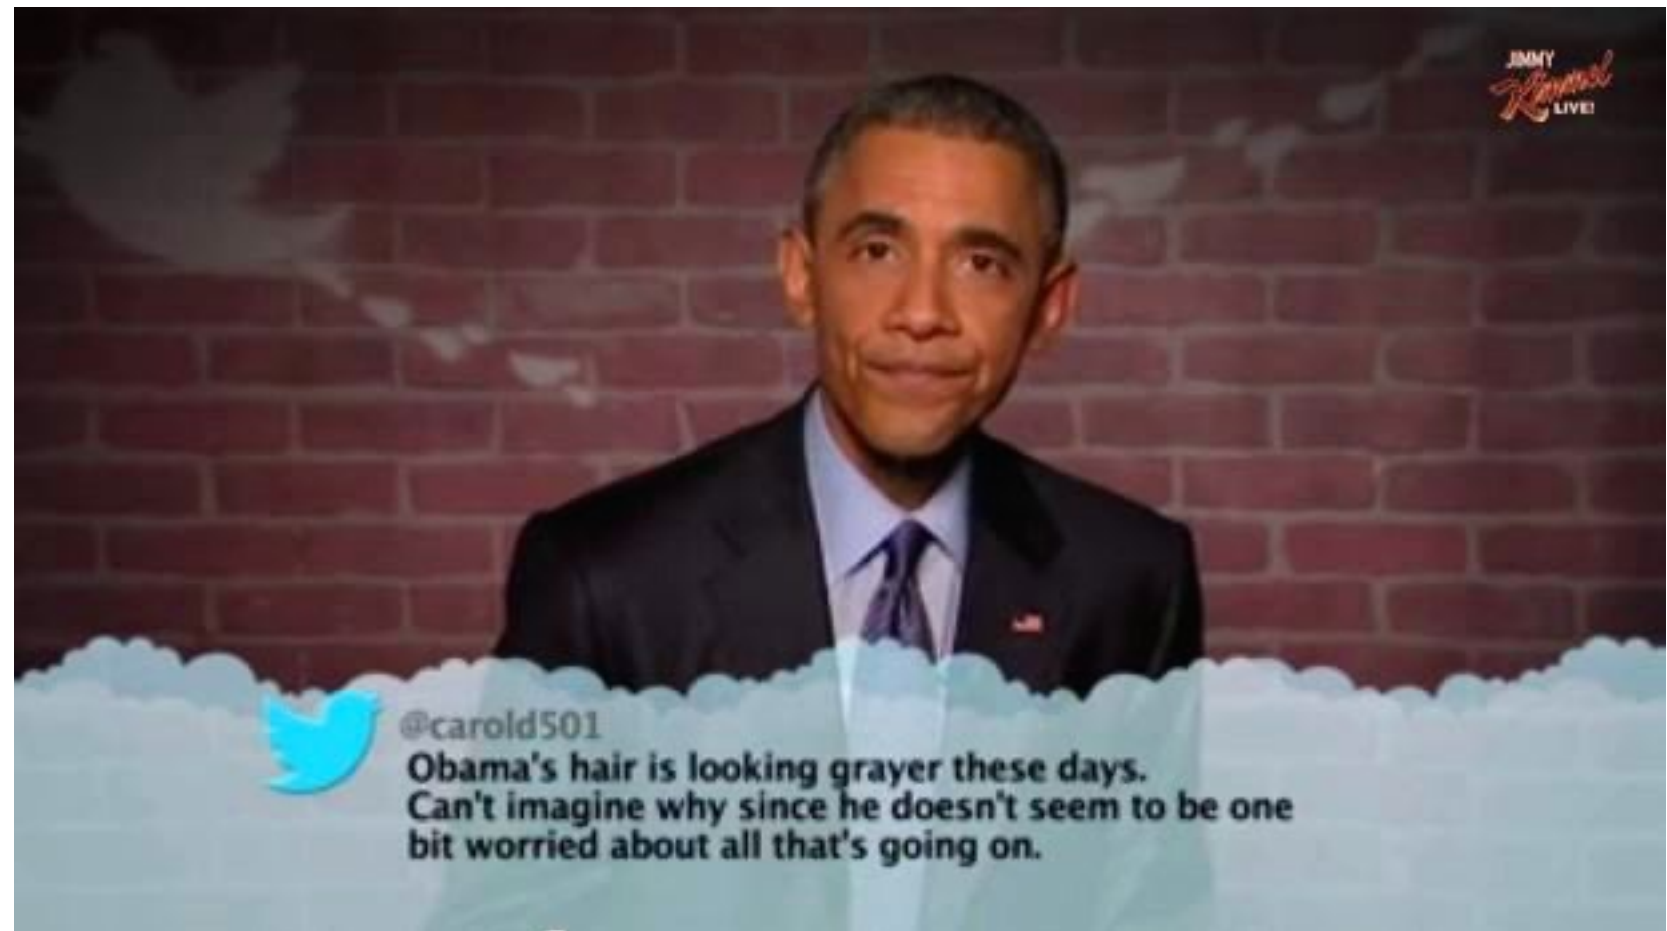 JIMMY
Kimmel
LIVE!
@carold501
Obama's hair is looking grayer these days.
Can't imagine why since he doesn't seem to be one
bit worried about all that's going on.